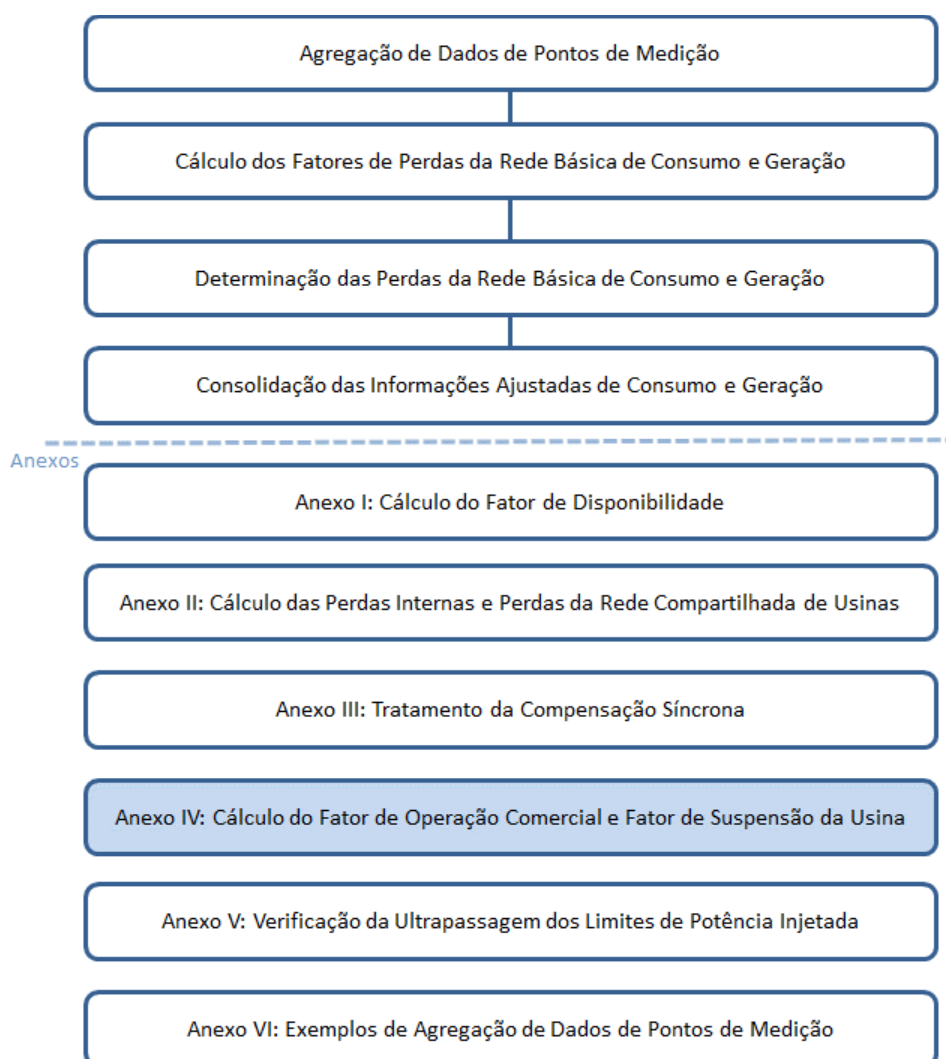 Agregação de Dados de Pontos de Medição
Cálculo dos Fatores de Perdas da Rede Básica de Consumo e Geração
Determinação das Perdas da Rede Básica de Consumo e Geração
Consolidação das Informações Ajustadas de Consumo e Geração
Anexos
Anexo I: Cálculo do Fator de Disponibilidade
Anexo II: Cálculo das Perdas Internas e Perdas da Rede Compartilhada de Usinas
Anexo III: Tratamento da Compensação Síncrona
Anexo IV: Cálculo do Fator de Operação Comercial e Fator de Suspensão da Usina
Anexo V: Verificação da Ultrapassagem dos Limites de Potência Injetada
Anexo VI: Exemplos de Agregação de Dados de Pontos de Medição